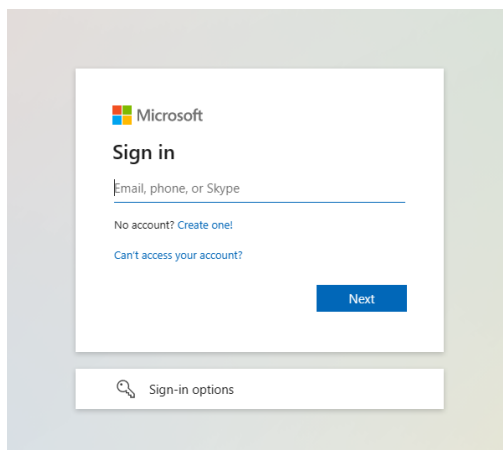 Microsoft
Sign in
Email, phone, or Skype
No account? Create one!
Can't access your account?
Next
Sign-in options